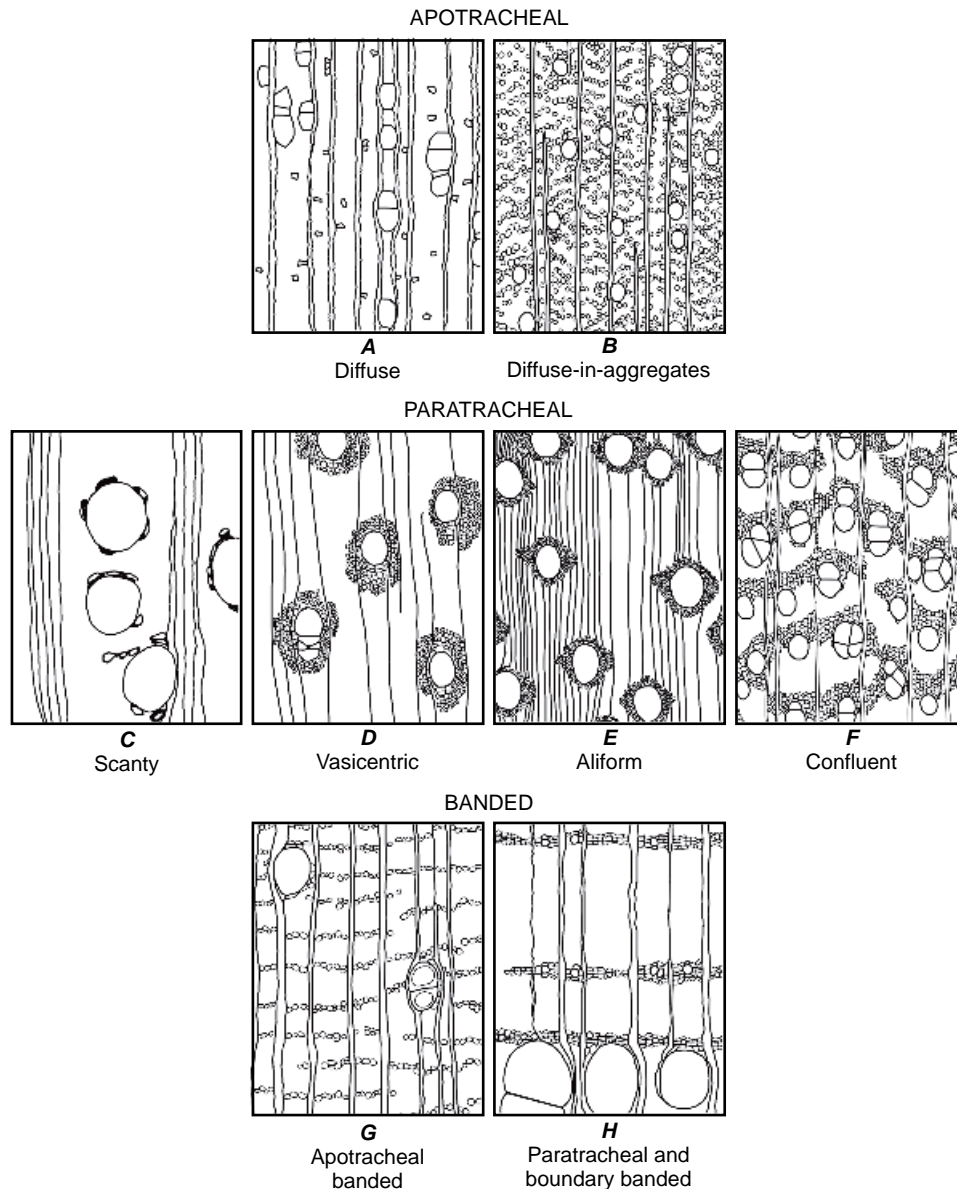 APOTRACHEAL
A
Diffuse
B
Diffuse-in-aggregates
PARATRACHEAL
C
Scanty
D
Vasicentric
E
Aliform
F
Confluent
BANDED
G
Apotracheal
banded
H
Paratracheal and
boundary banded